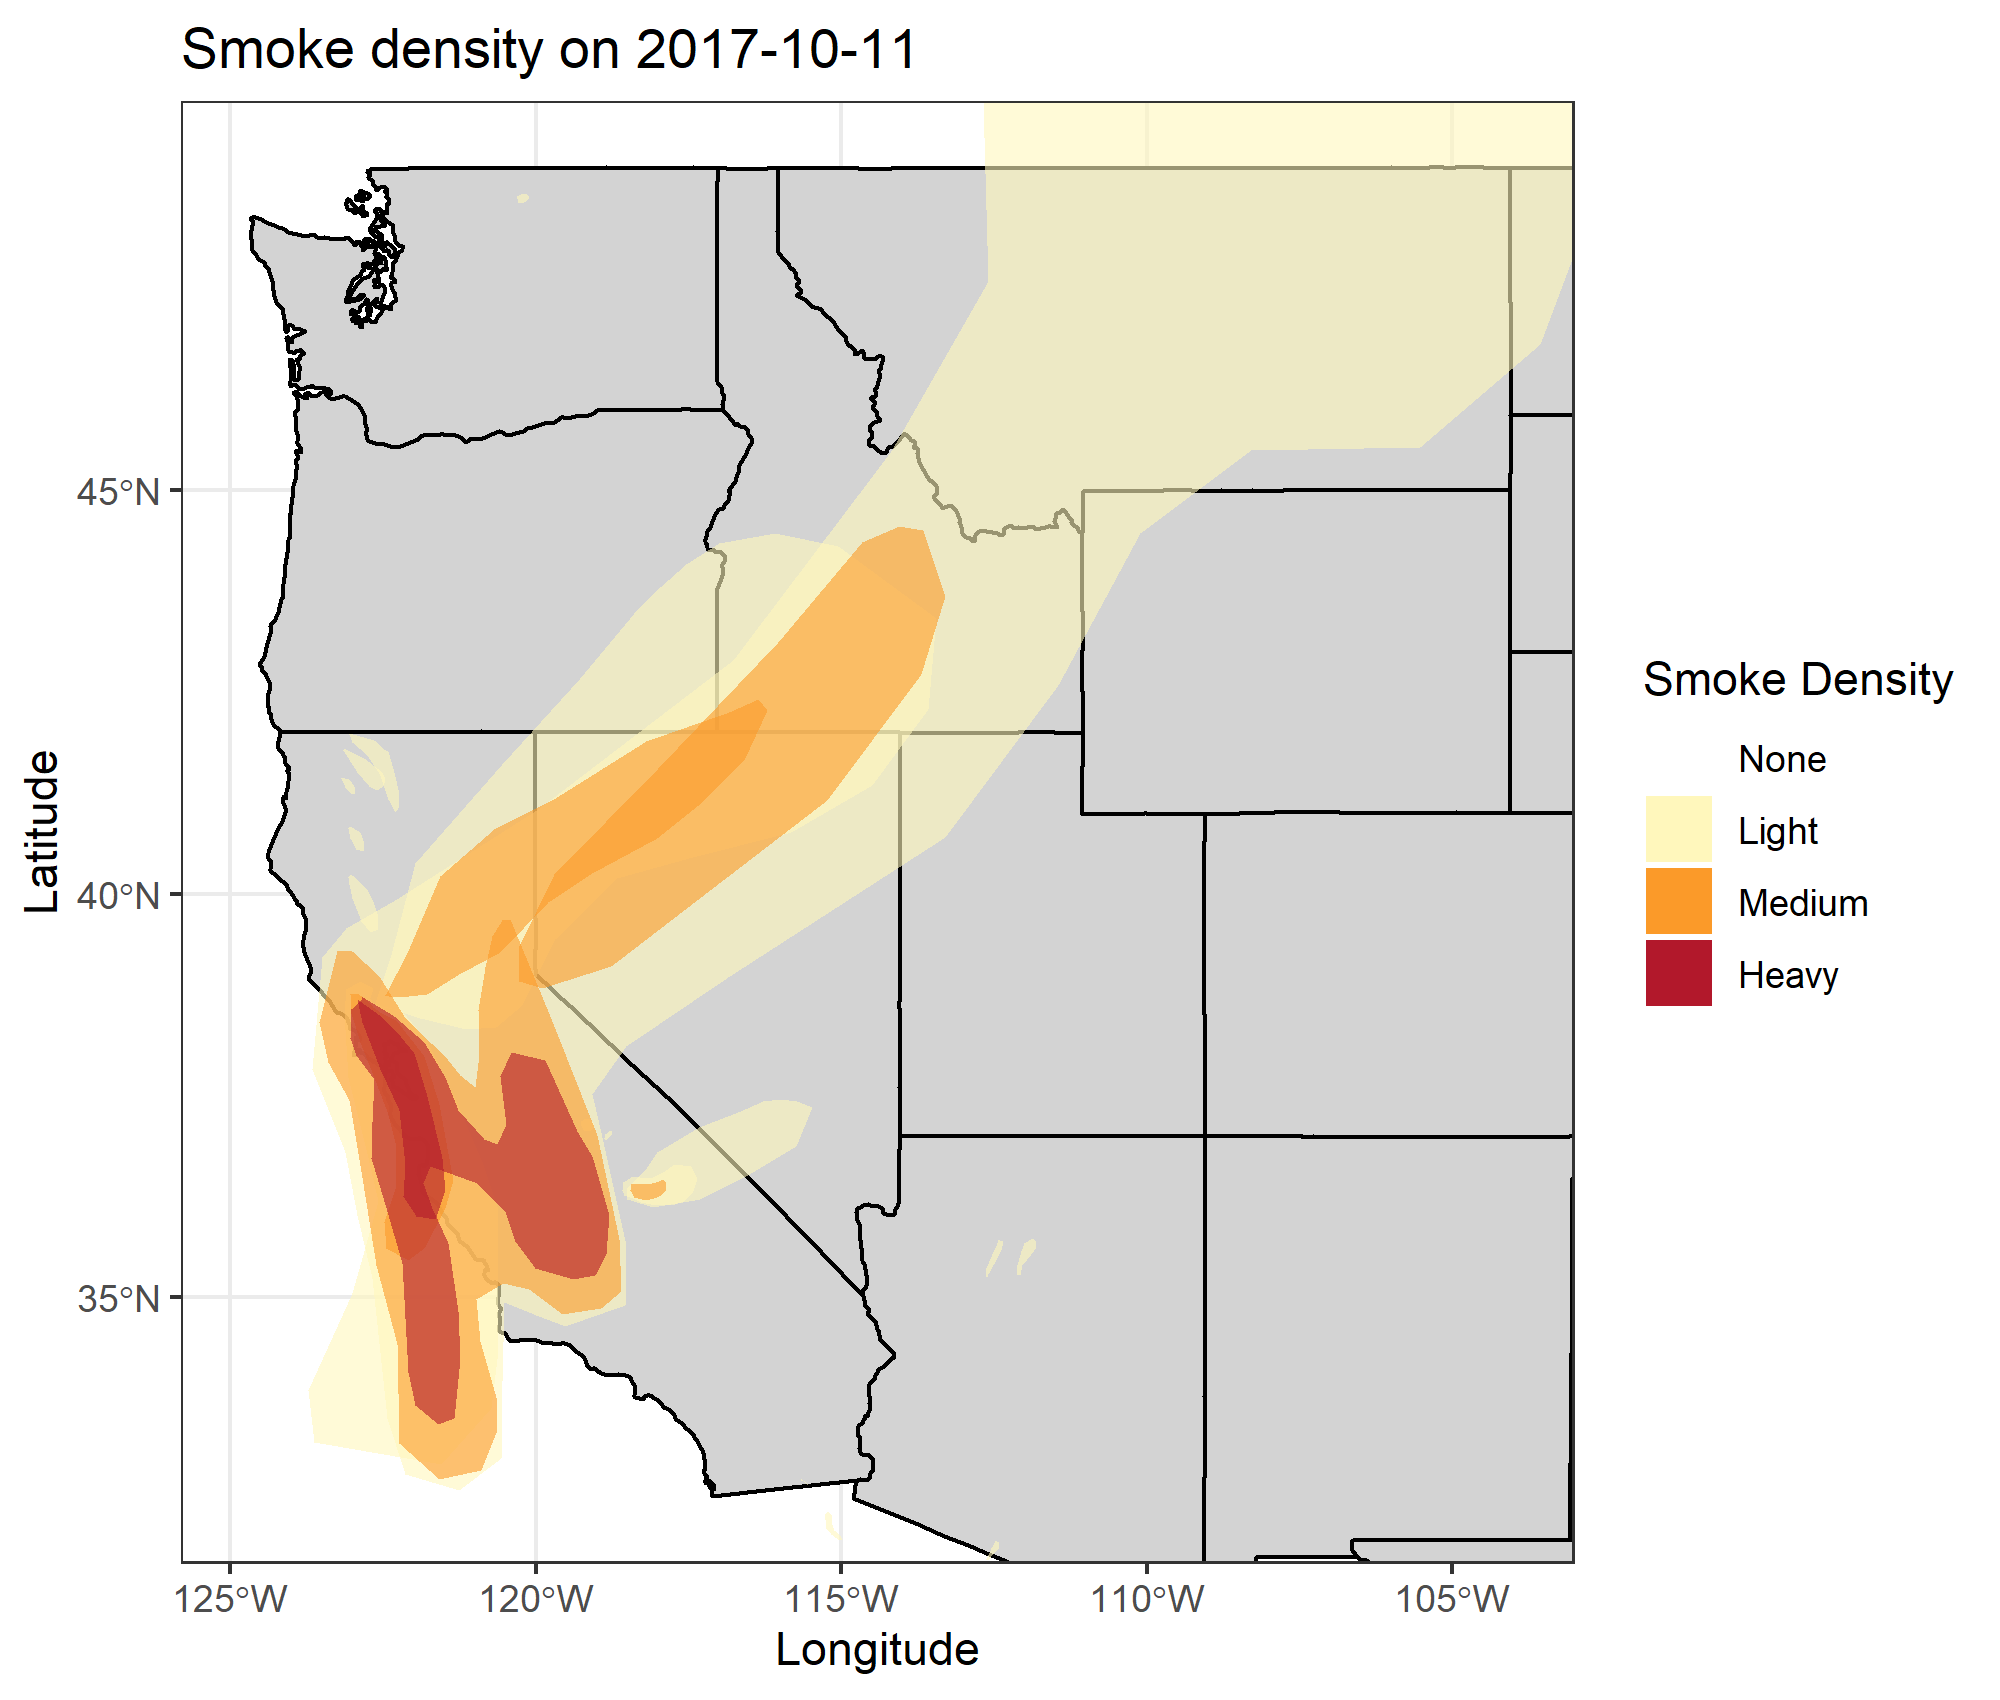 Smoke density on 2017-10-11
45°N
40°N
35°N
125°W
120°W
115°W
110°W
105°W
Longitude
Latitude
Smoke Density
None
Light
Medium
Heavy